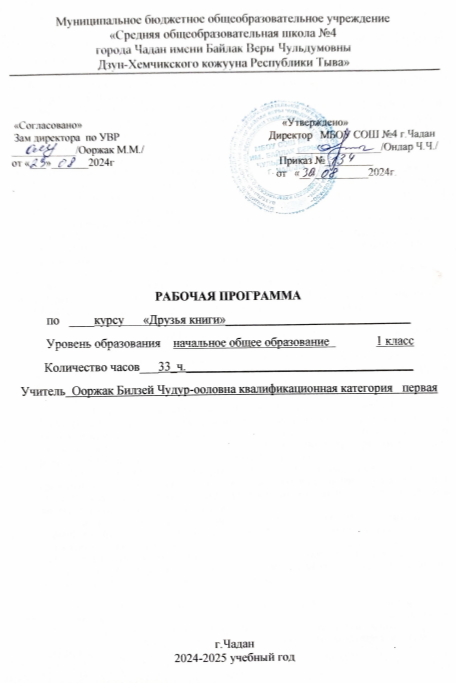 Муниципальное бюджетное общеобразовательное учреждение
«Средняя общеобразовательная школа №4
города Чадан имени Байлак Веры Чульдумовны
Дзун-Хемчикского кожууна Республики Тыва»
«Согласовано»
Зам директора по УВР
/Ооржак М.М./
от «29» 08 2024г
«Утверждено»
Директор МБОУ СОШ №4 г.Чадан
/Ондар Ч.Ч./
Приказ № 134
от «30» 08 2024г.
РАБОЧАЯ ПРОГРАММА
по курсу «Друзья книги»
Уровень образования начальное общее образование 1 класс
Количество часов 33 ч.
Учитель Ооржак Билзей Чудур-ооловна квалификационная категория первая
г.Чадан
2024-2025 учебный год